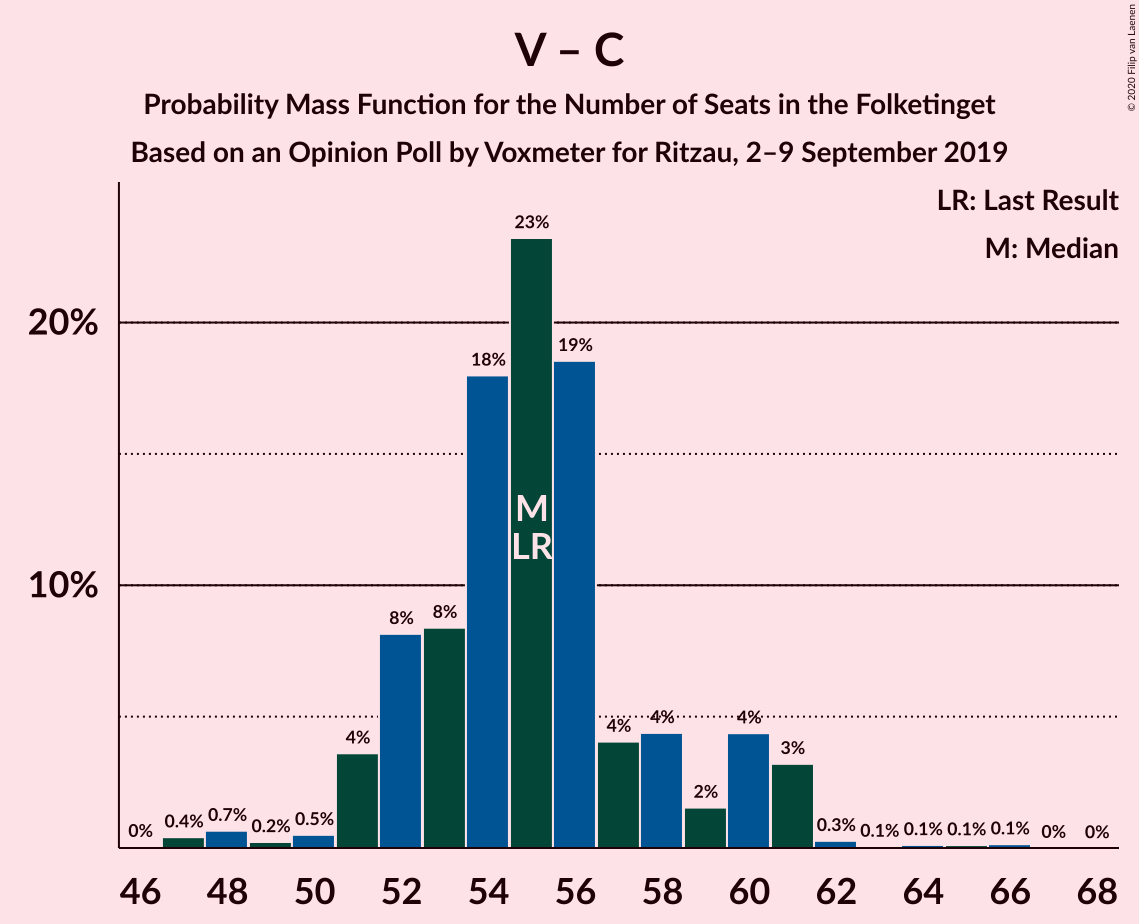 V – C
Probability Mass Function for the Number of Seats in the Folketinget
Based on an Opinion Poll by Voxmeter for Ritzau, 2–9 September 2019
© 2020 Filip van Laenen
LR: Last Result
M: Median
20%
10%
0%
0.4%
0.7%
0.2%
0.5%
4%
8%
8%
18%
23%
19%
4%
4%
2%
4%
3%
0.3%
0.1%
0.1%
0.1%
0.1%
0%
0%
M
LR
46 48 50 52 54 56 58 60 62 64 66 68